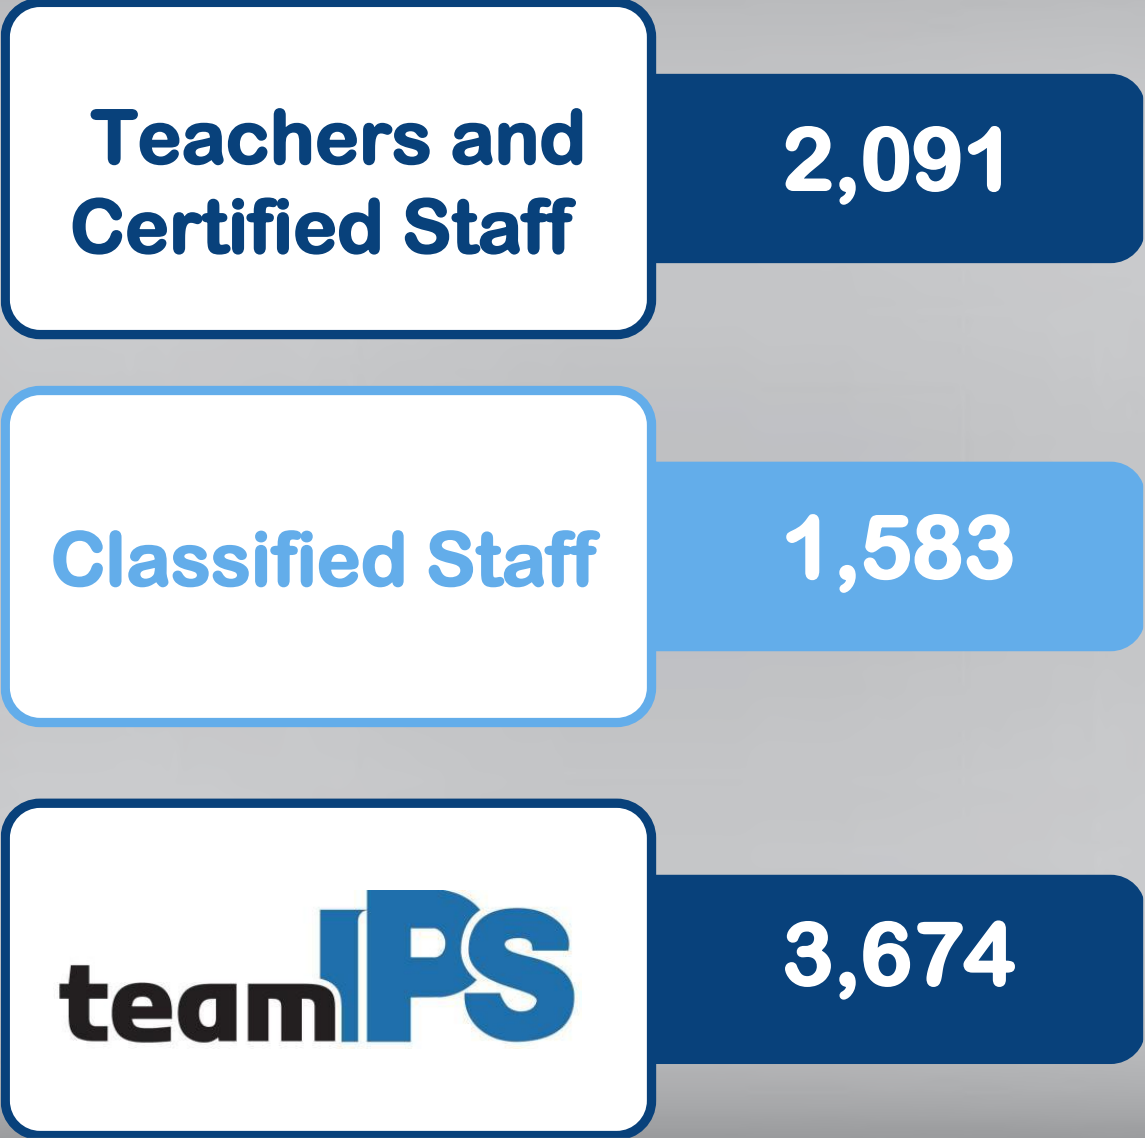 Teachers and
Certified Staff
2,091
Classified Staff
1,583
teamIPS
3,674